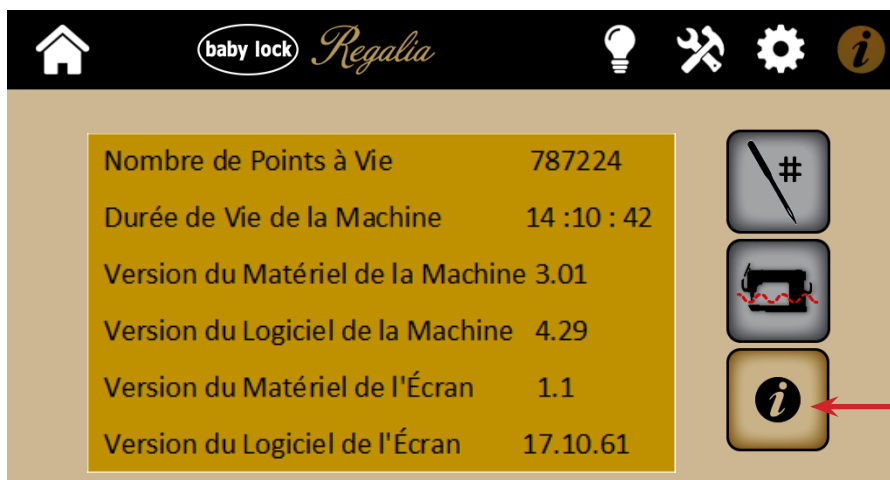 baby lock Regalia
Nombre de Points à Vie 787224
Durée de Vie de la Machine 14 :10 : 42
Version du Matériel de la Machine 3.01
Version du Logiciel de la Machine 4.29
Version du Matériel de l'Écran 1.1
Version du Logiciel de l'Écran 17.10.61
#
i
i